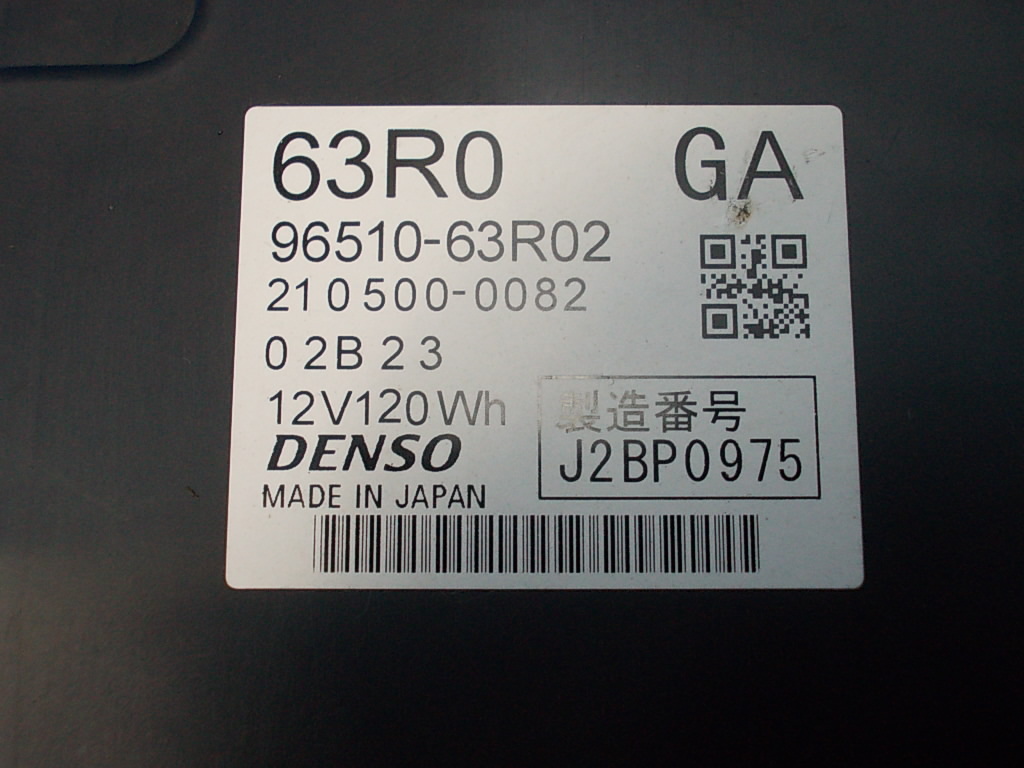 63R0 GA
96510-63R02
210500-0082
02B23
12V120Wh
DENSO
MADE IN JAPAN
製造番号
J2BP0975